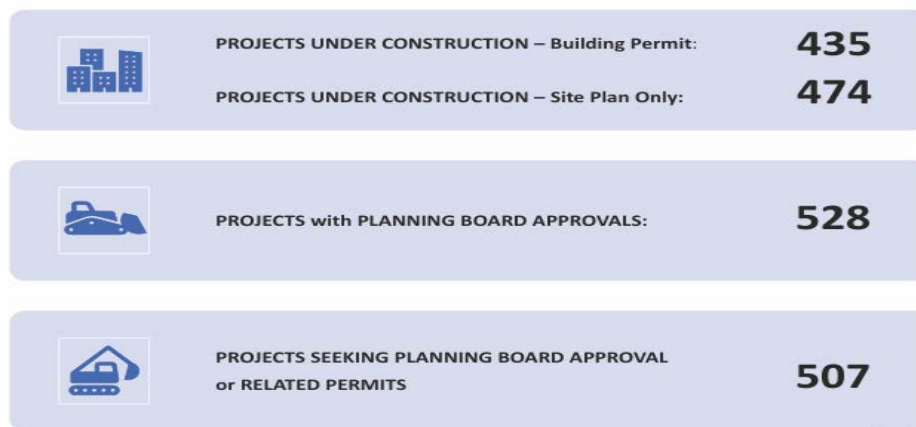 PROJECTS UNDER CONSTRUCTION – Building Permit: 435
PROJECTS UNDER CONSTRUCTION – Site Plan Only: 474
PROJECTS with PLANNING BOARD APPROVALS: 528
PROJECTS SEEKING PLANNING BOARD APPROVAL
or RELATED PERMITS 507